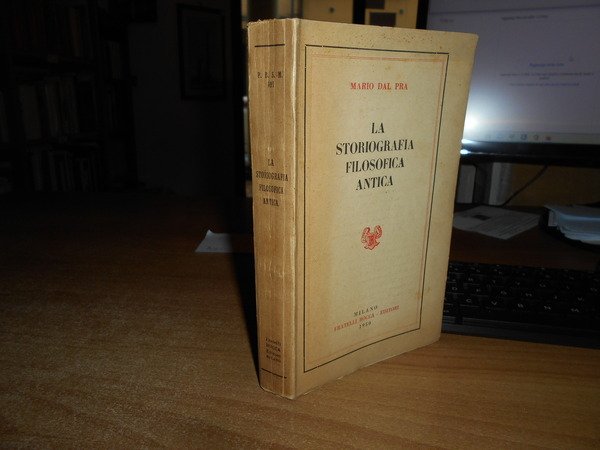 LA
STORIOGRAFIA
FILOSOFICA
ANTICA
MARIO DAL PRA
LA
STORIOGRAFIA
FILOSOFICA
ANTICA
MILANO
FRATELLI BOCCA - EDITORI
1950